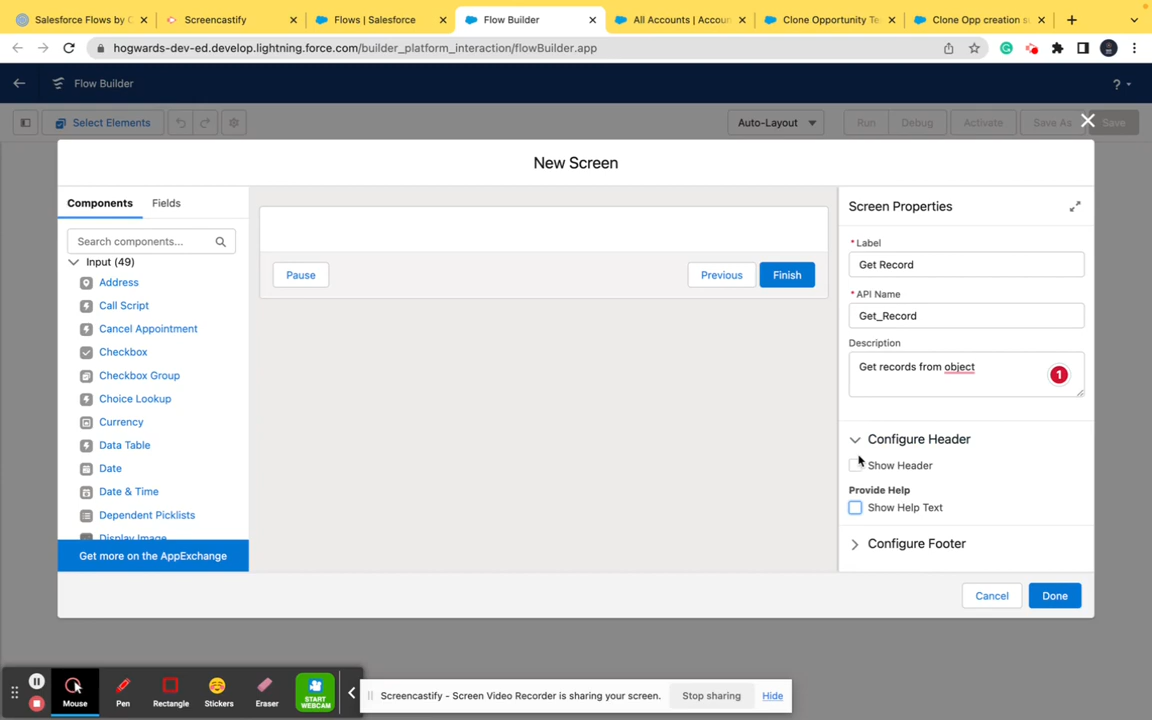 Salesforce Flows by C
Screencastify
Flows | Salesforce
Flow Builder
All Accounts | Accoun
Clone Opportunity Te
Clone Opp creation s
hogwards-dev-ed.develop.lightning.force.com/builder_platform_interaction/flowBuilder.app
Flow Builder
?
Select Elements
Auto-Layout
Run
Debug
Activate
Save As
Save
New Screen
Components
Fields
Search components...
Input (49)
Address
Call Script
Cancel Appointment
Checkbox
Checkbox Group
Choice Lookup
Currency
Data Table
Date
Date & Time
Dependent Picklists
Display Image
Get more on the AppExchange
Pause
Previous
Finish
Screen Properties
* Label
Get Record
* API Name
Get_Record
Description
Get records from object
1
Configure Header
Show Header
Provide Help
Show Help Text
Configure Footer
Cancel
Done
Mouse
Pen
Rectangle
Stickers
Eraser
START
WEBCAM
Screencastify - Screen Video Recorder is sharing your screen.
Stop sharing
Hide